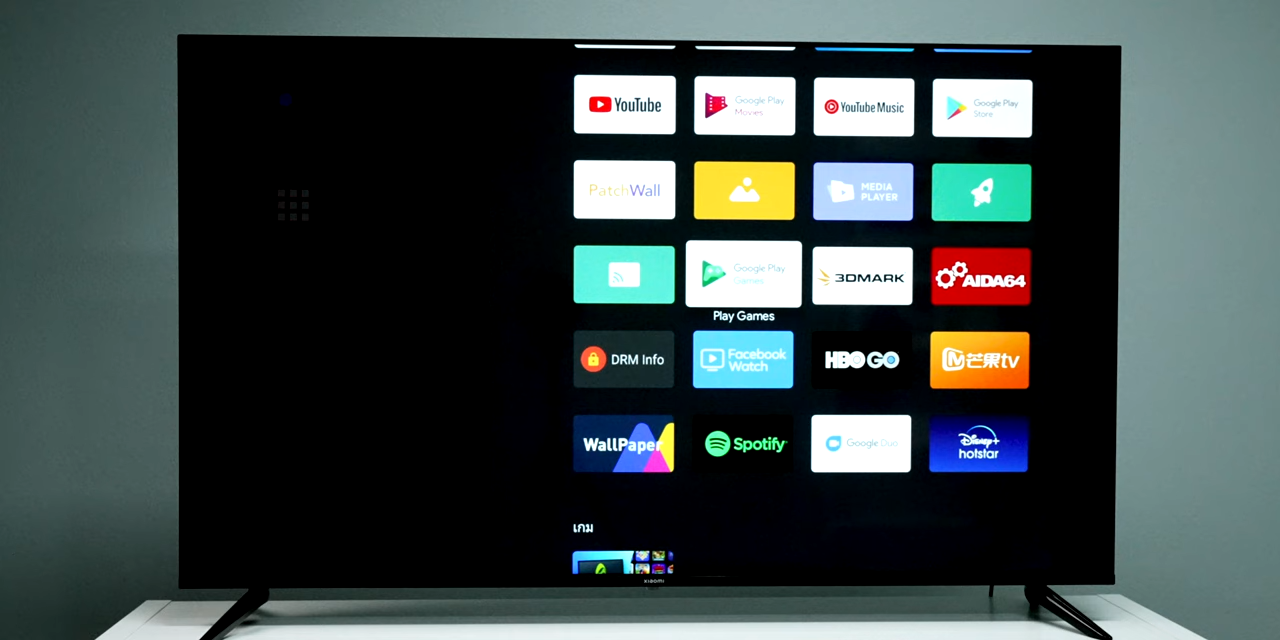 YouTube
Google Play
Movies
YouTube Music
Google Play
Store
PatchWall
MEDIA
PLAYER
Google Play
Games
3DMARK
AIDA64
Play Games
DRM Info
Facebook
Watch
HBO GO
芒果tv
WallPaper
Spotify
Google Duo
Disney+
hotstar
เกม
xiaomi